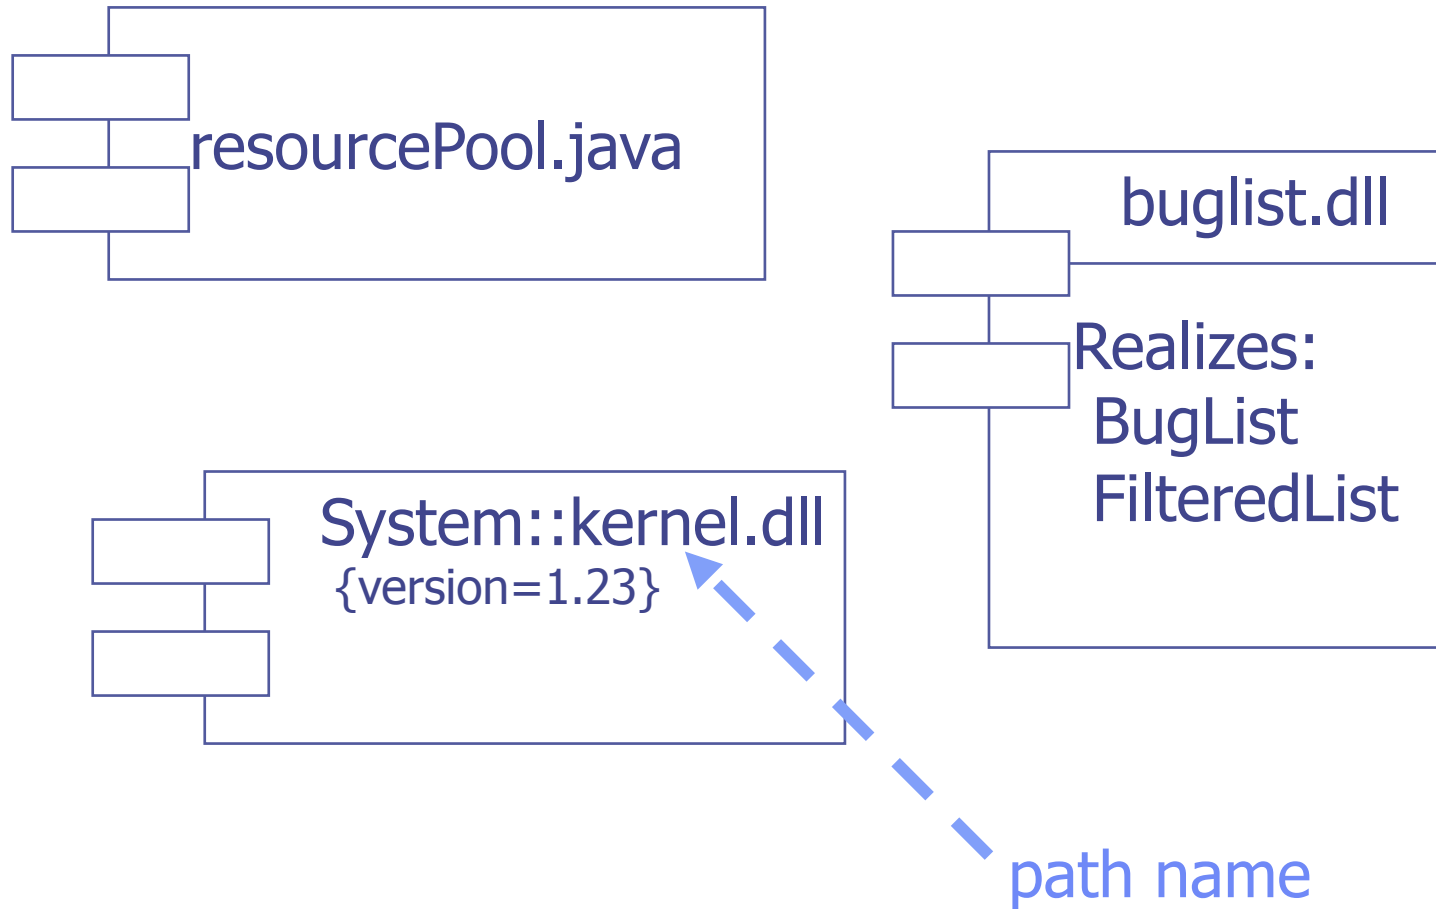 resourcePool.java
buglist.dll
Realizes:
BugList
FilteredList
System::kernel.dll
{version=1.23}
path name